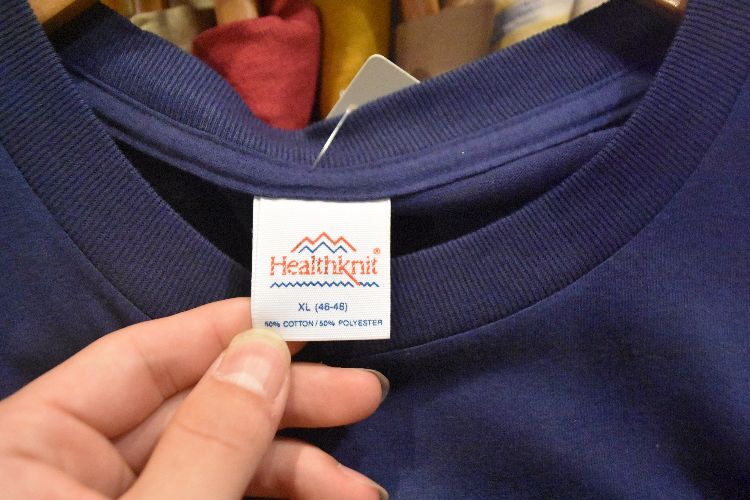 Healthknit®
XL (46-48)
50% COTTON / 50% POLYESTER